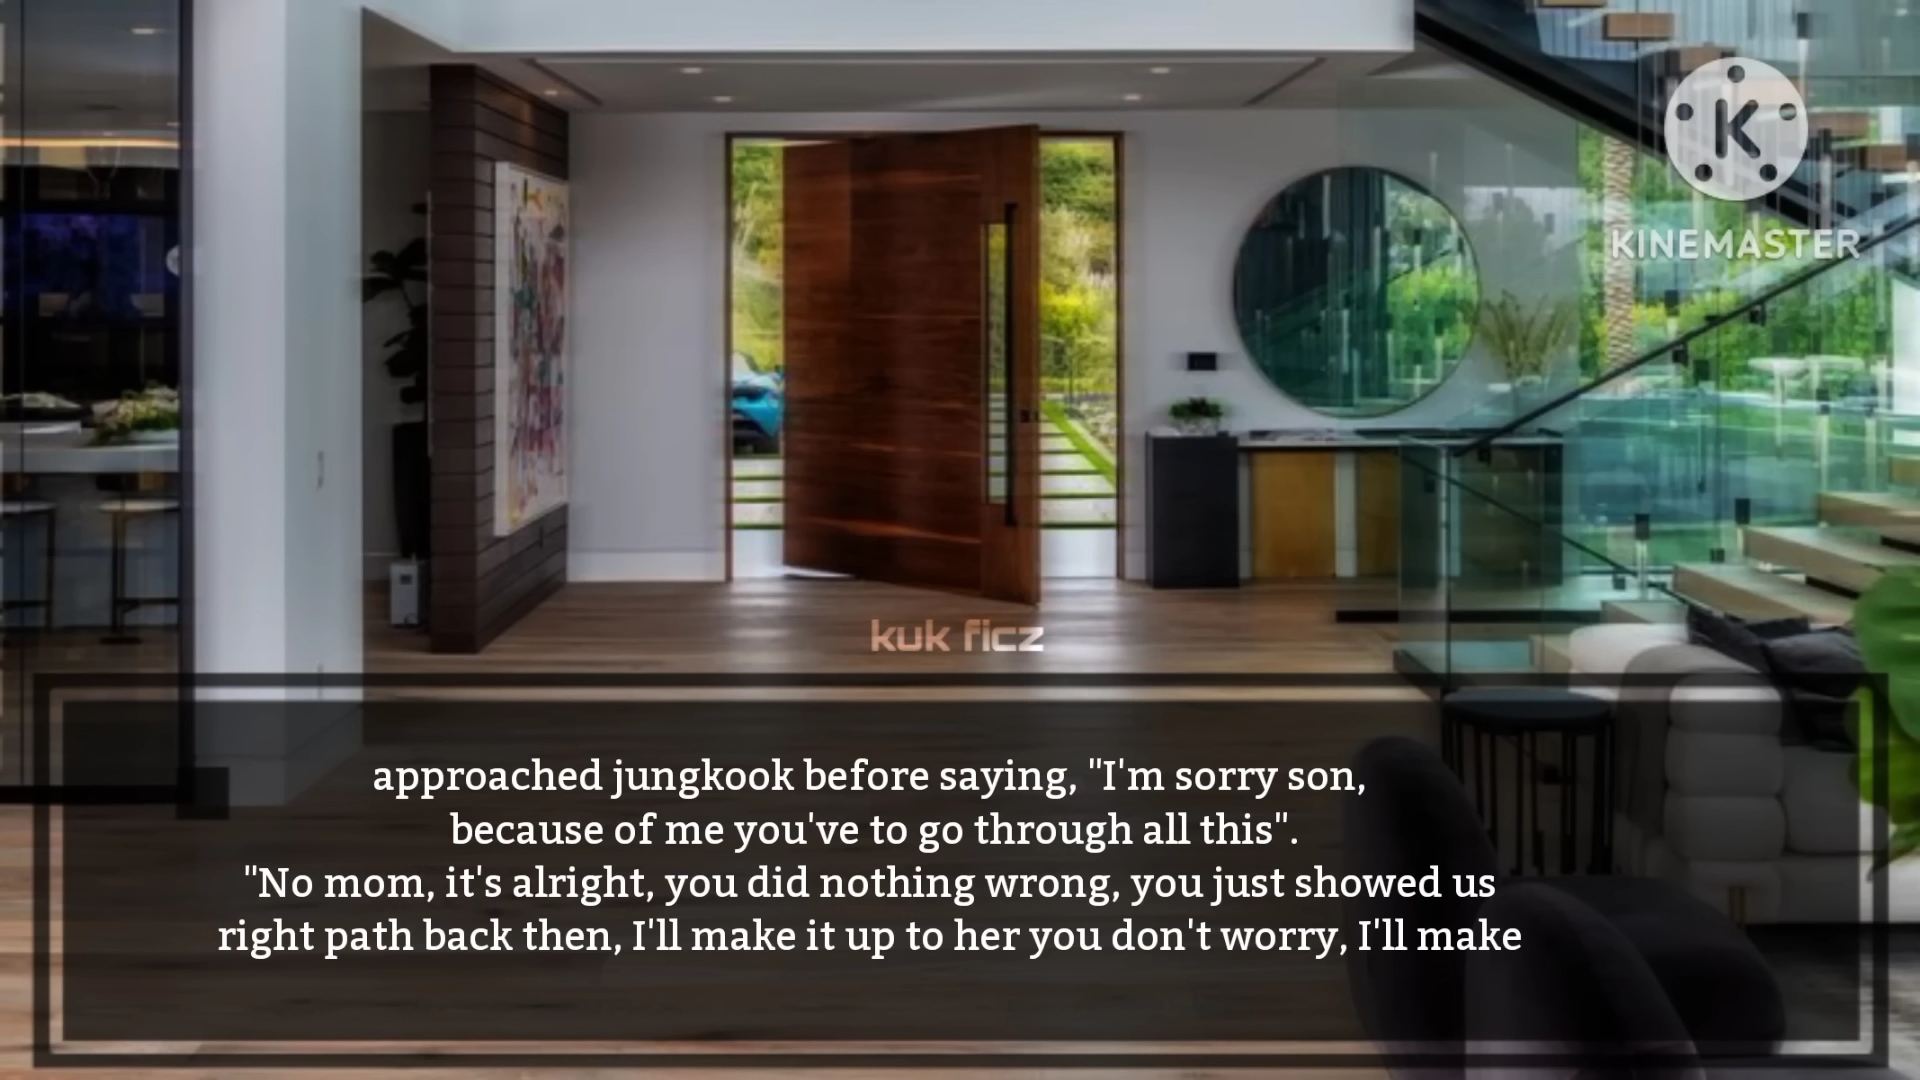 K
KINEMASTER
kuk ficz
approached jungkook before saying, "I'm sorry son,
because of me you've to go through all this".
"No mom, it's alright, you did nothing wrong, you just showed us
right path back then, I'll make it up to her you don't worry, I'll make